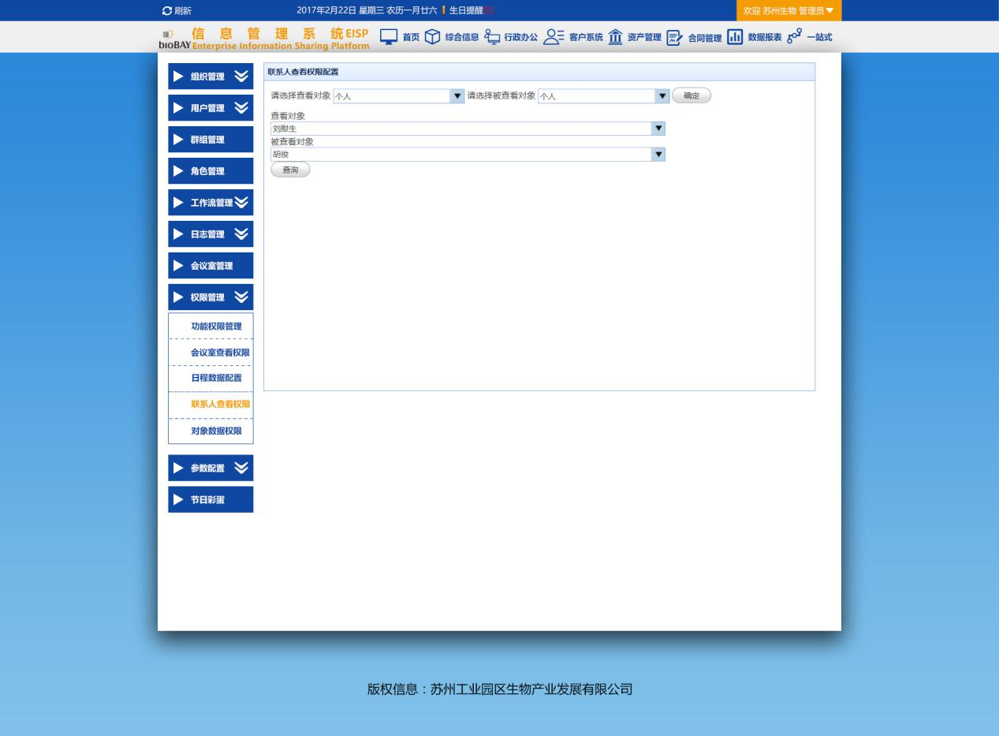 刷新 2017年2月22日 星期三 农历一月廿六 生日提醒[0] 欢迎 苏州生物 管理员
bioBAY 信息管理系统EISP
Enterprise Information Sharing Platform
首页 综合信息 行政办公 客户系统 资产管理 合同管理 数据报表 一站式
组织管理
用户管理
群组管理
角色管理
工作流管理
日志管理
会议室管理
权限管理
功能权限管理
会议室查看权限
日程数据配置
联系人查看权限
对象数据权限
参数配置
节日彩蛋
联系人查看权限配置
请选择查看对象 个人 请选择被查看对象 个人 确定
查看对象
刘慰生
被查看对象
胡俊
查询
版权信息：苏州工业园区生物产业发展有限公司